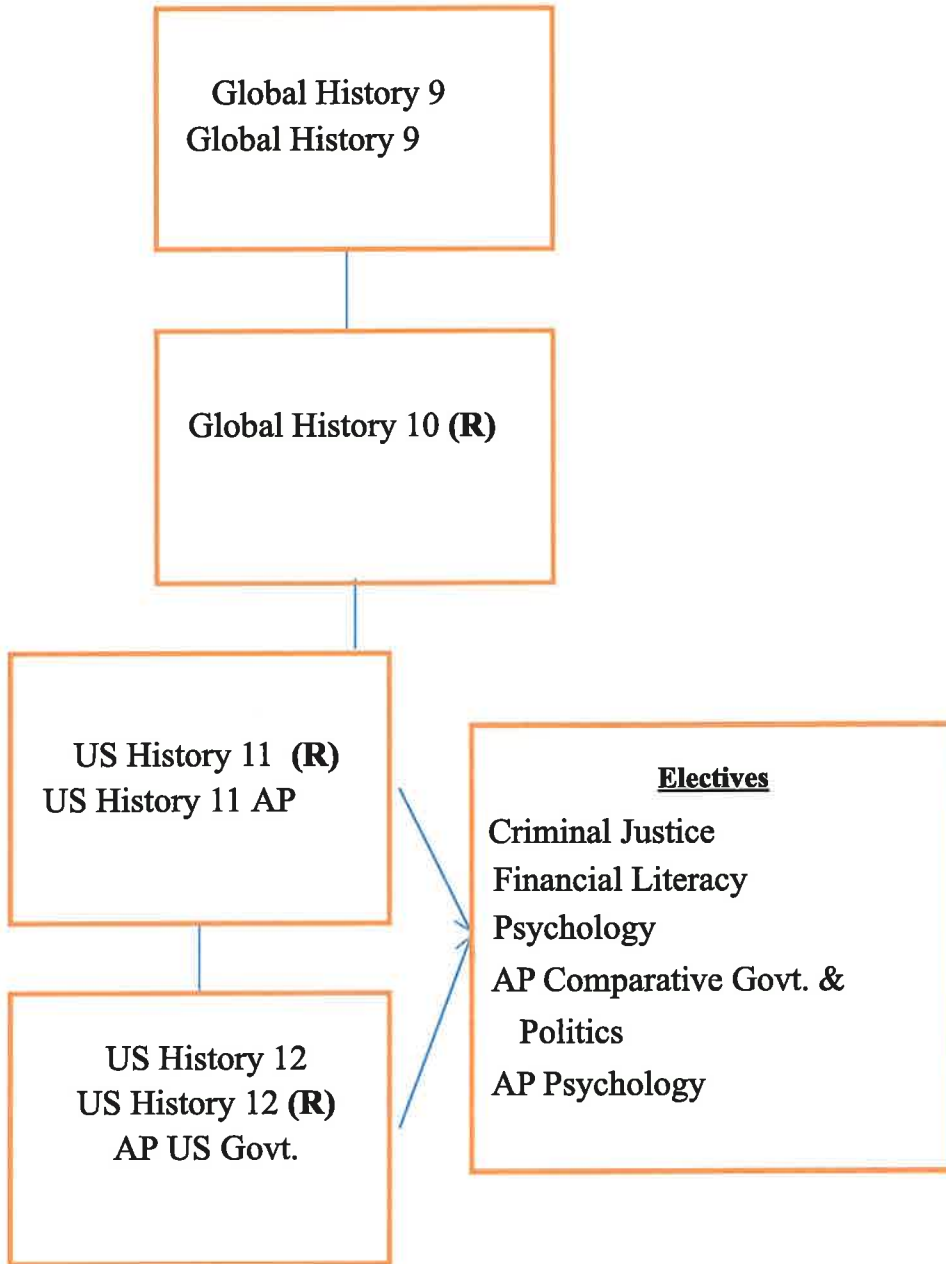 Global History 9
Global History 9
Global History 10 (R)
US History 11 (R)
US History 11 AP
US History 12
US History 12 (R)
AP US Govt.
Electives
Criminal Justice
Financial Literacy
Psychology
AP Comparative Govt. &
Politics
AP Psychology